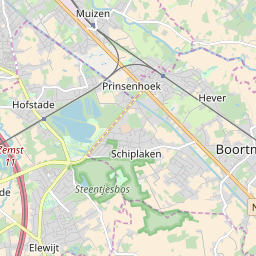 Muizen
Prinsenhoek
Hofstade
Hever
Zemst
11
Schiplaken
Boortm
de
Steentjesbos
N
Elewijt